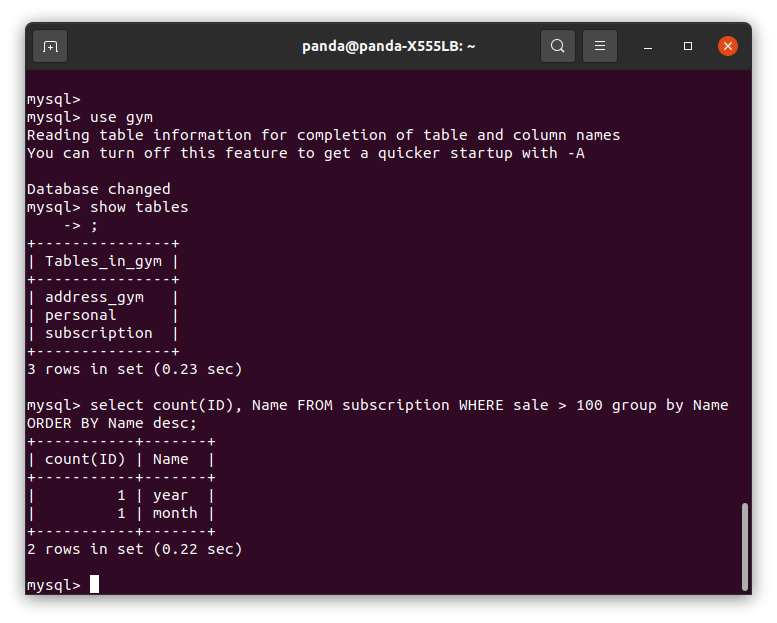 panda@panda-X555LB: ~
mysql>
mysql> use gym
Reading table information for completion of table and column names
You can turn off this feature to get a quicker startup with -A
Database changed
mysql> show tables
    -> ;
+---------------+
| Tables_in_gym |
+---------------+
| address_gym   |
| personal      |
| subscription  |
+---------------+
3 rows in set (0.23 sec)
mysql> select count(ID), Name FROM subscription WHERE sale > 100 group by Name
ORDER BY Name desc;
+-----------+-------+
| count(ID) | Name  |
+-----------+-------+
|         1 | year  |
|         1 | month |
+-----------+-------+
2 rows in set (0.22 sec)
mysql>